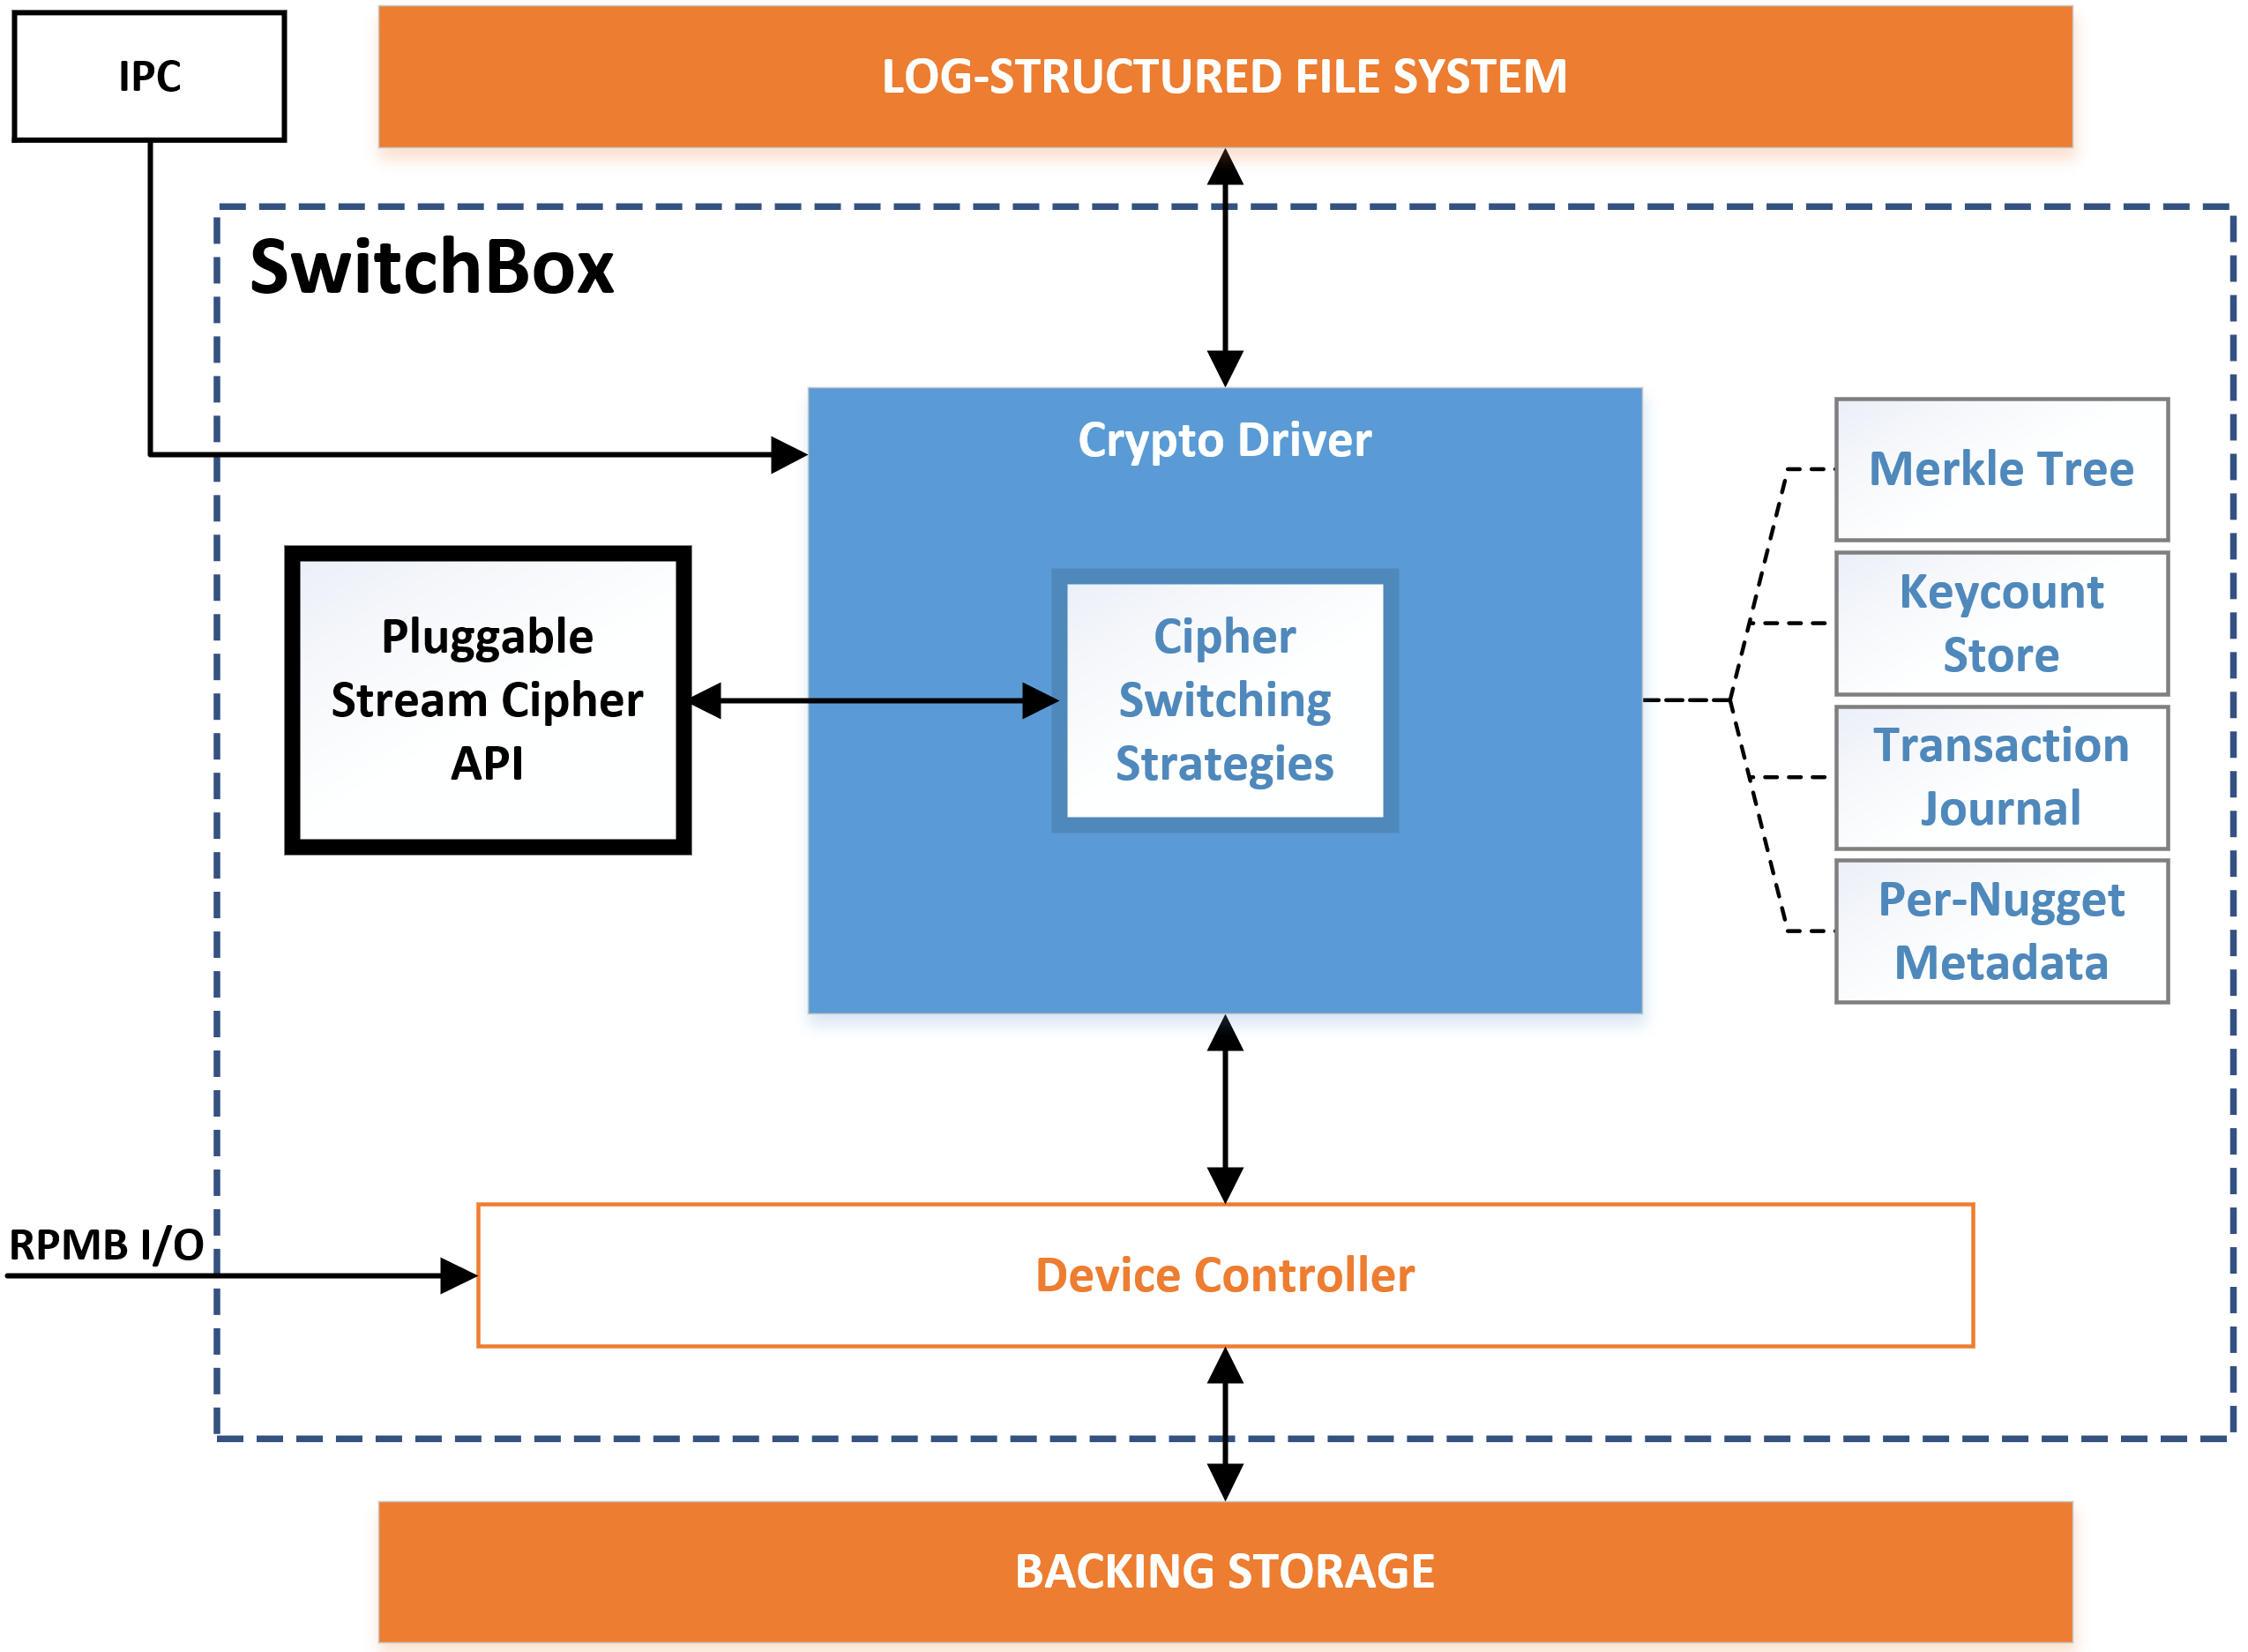 IPC
LOG-STRUCTURED FILE SYSTEM
SwitchBox
Crypto Driver
Pluggable
Stream Cipher
API
Cipher
Switching
Strategies
Merkle Tree
Keycount
Store
Transaction
Journal
Per-Nugget
Metadata
RPMB I/O
Device Controller
BACKING STORAGE